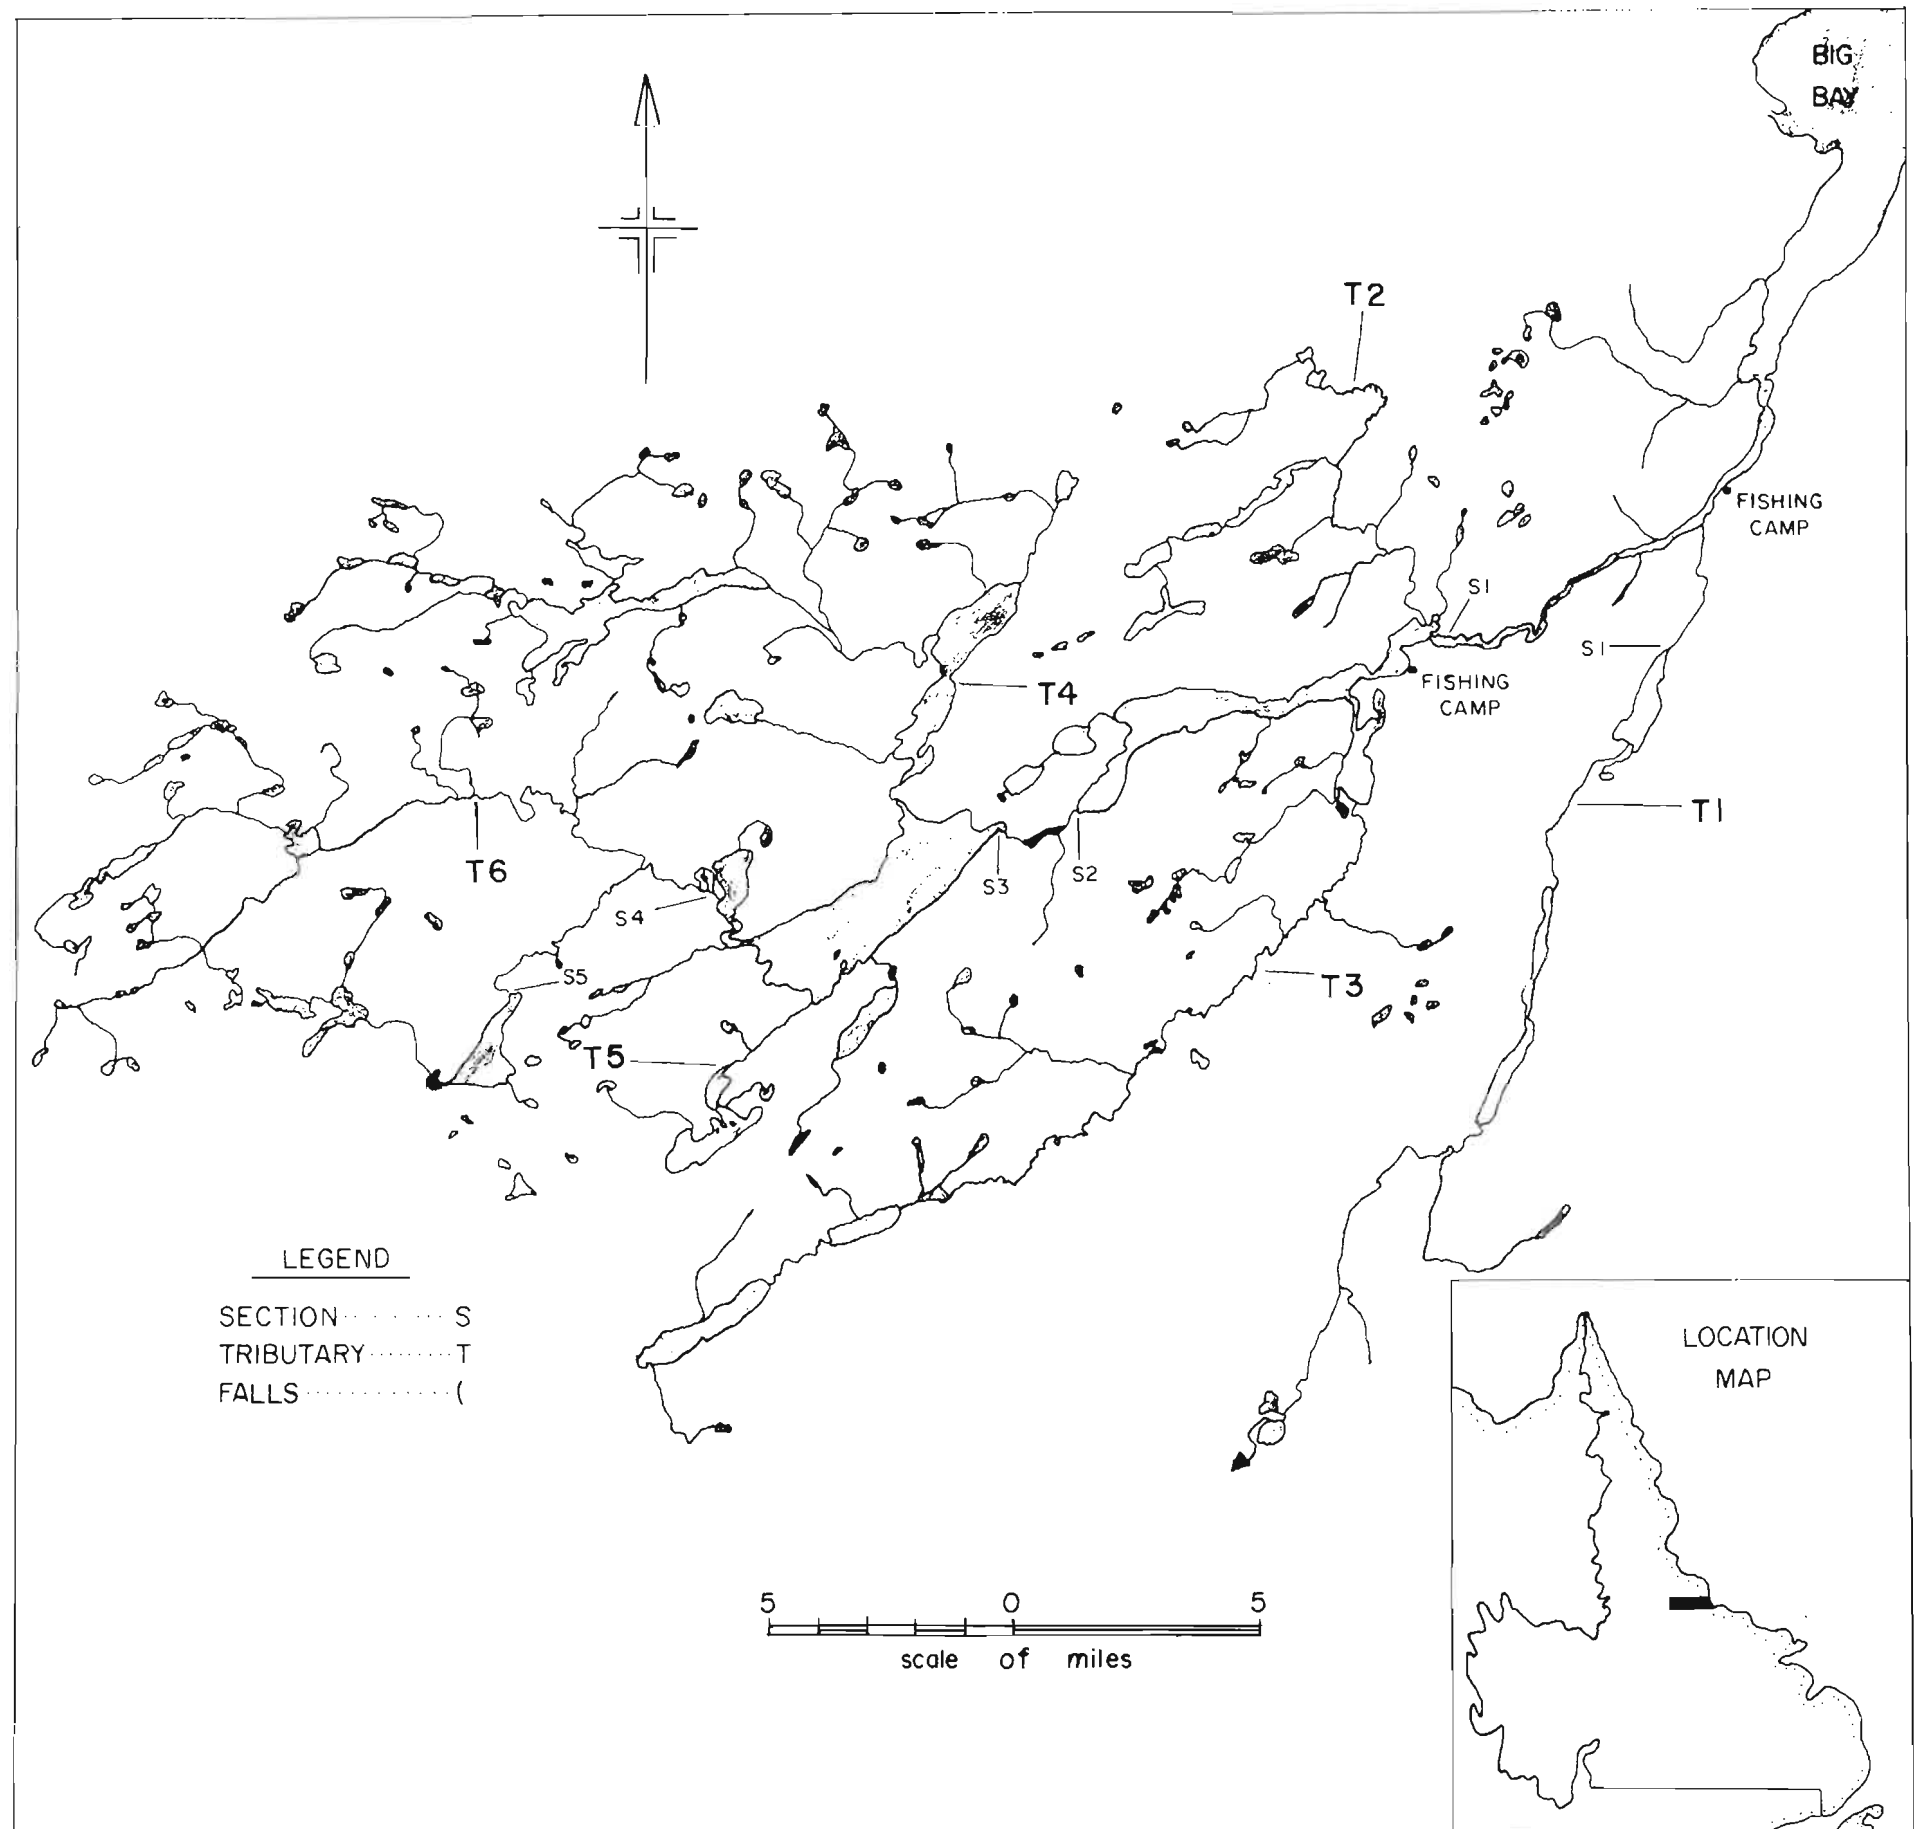 BIG
BAY
T2
FISHING
CAMP
S1
S1
FISHING
CAMP
T4
T1
T6
S3
S2
S4
S5
T3
T5
LEGEND
SECTION ......... S
TRIBUTARY ......... T
FALLS ............ (
LOCATION
MAP
5 0 5
scale of miles